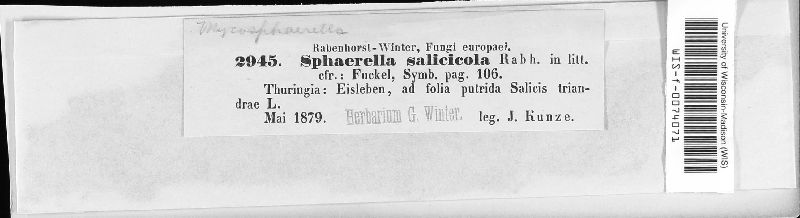 Mycosphaerella
Rabenhorst-Winter, Fungi europaei.
2945. Sphaerella salicicola Rabh. in litt.
cfr.: Fuckel, Symb. pag. 106.
Thuringia: Eisleben, ad folia putrida Salicis trian-
drae L.
Mai 1879. Herbarium G. Winter. leg. J. Kunze.
WIS-f-0074071
University of Wisconsin-Madison (WIS)